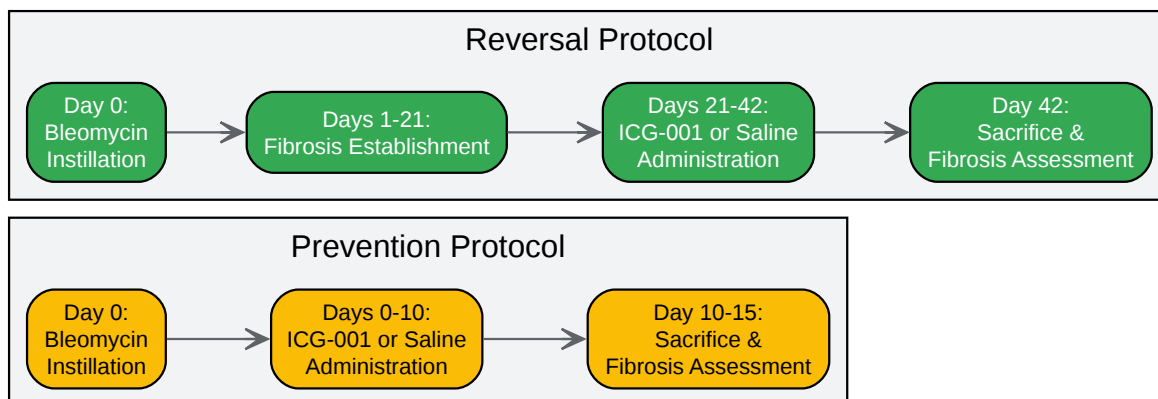 Reversal Protocol
Day 0:
Bleomycin
Instillation
Days 1-21:
Fibrosis Establishment
Days 21-42:
ICG-001 or Saline
Administration
Day 42:
Sacrifice &
Fibrosis Assessment
Prevention Protocol
Day 0:
Bleomycin
Instillation
Days 0-10:
ICG-001 or Saline
Administration
Day 10-15:
Sacrifice &
Fibrosis Assessment